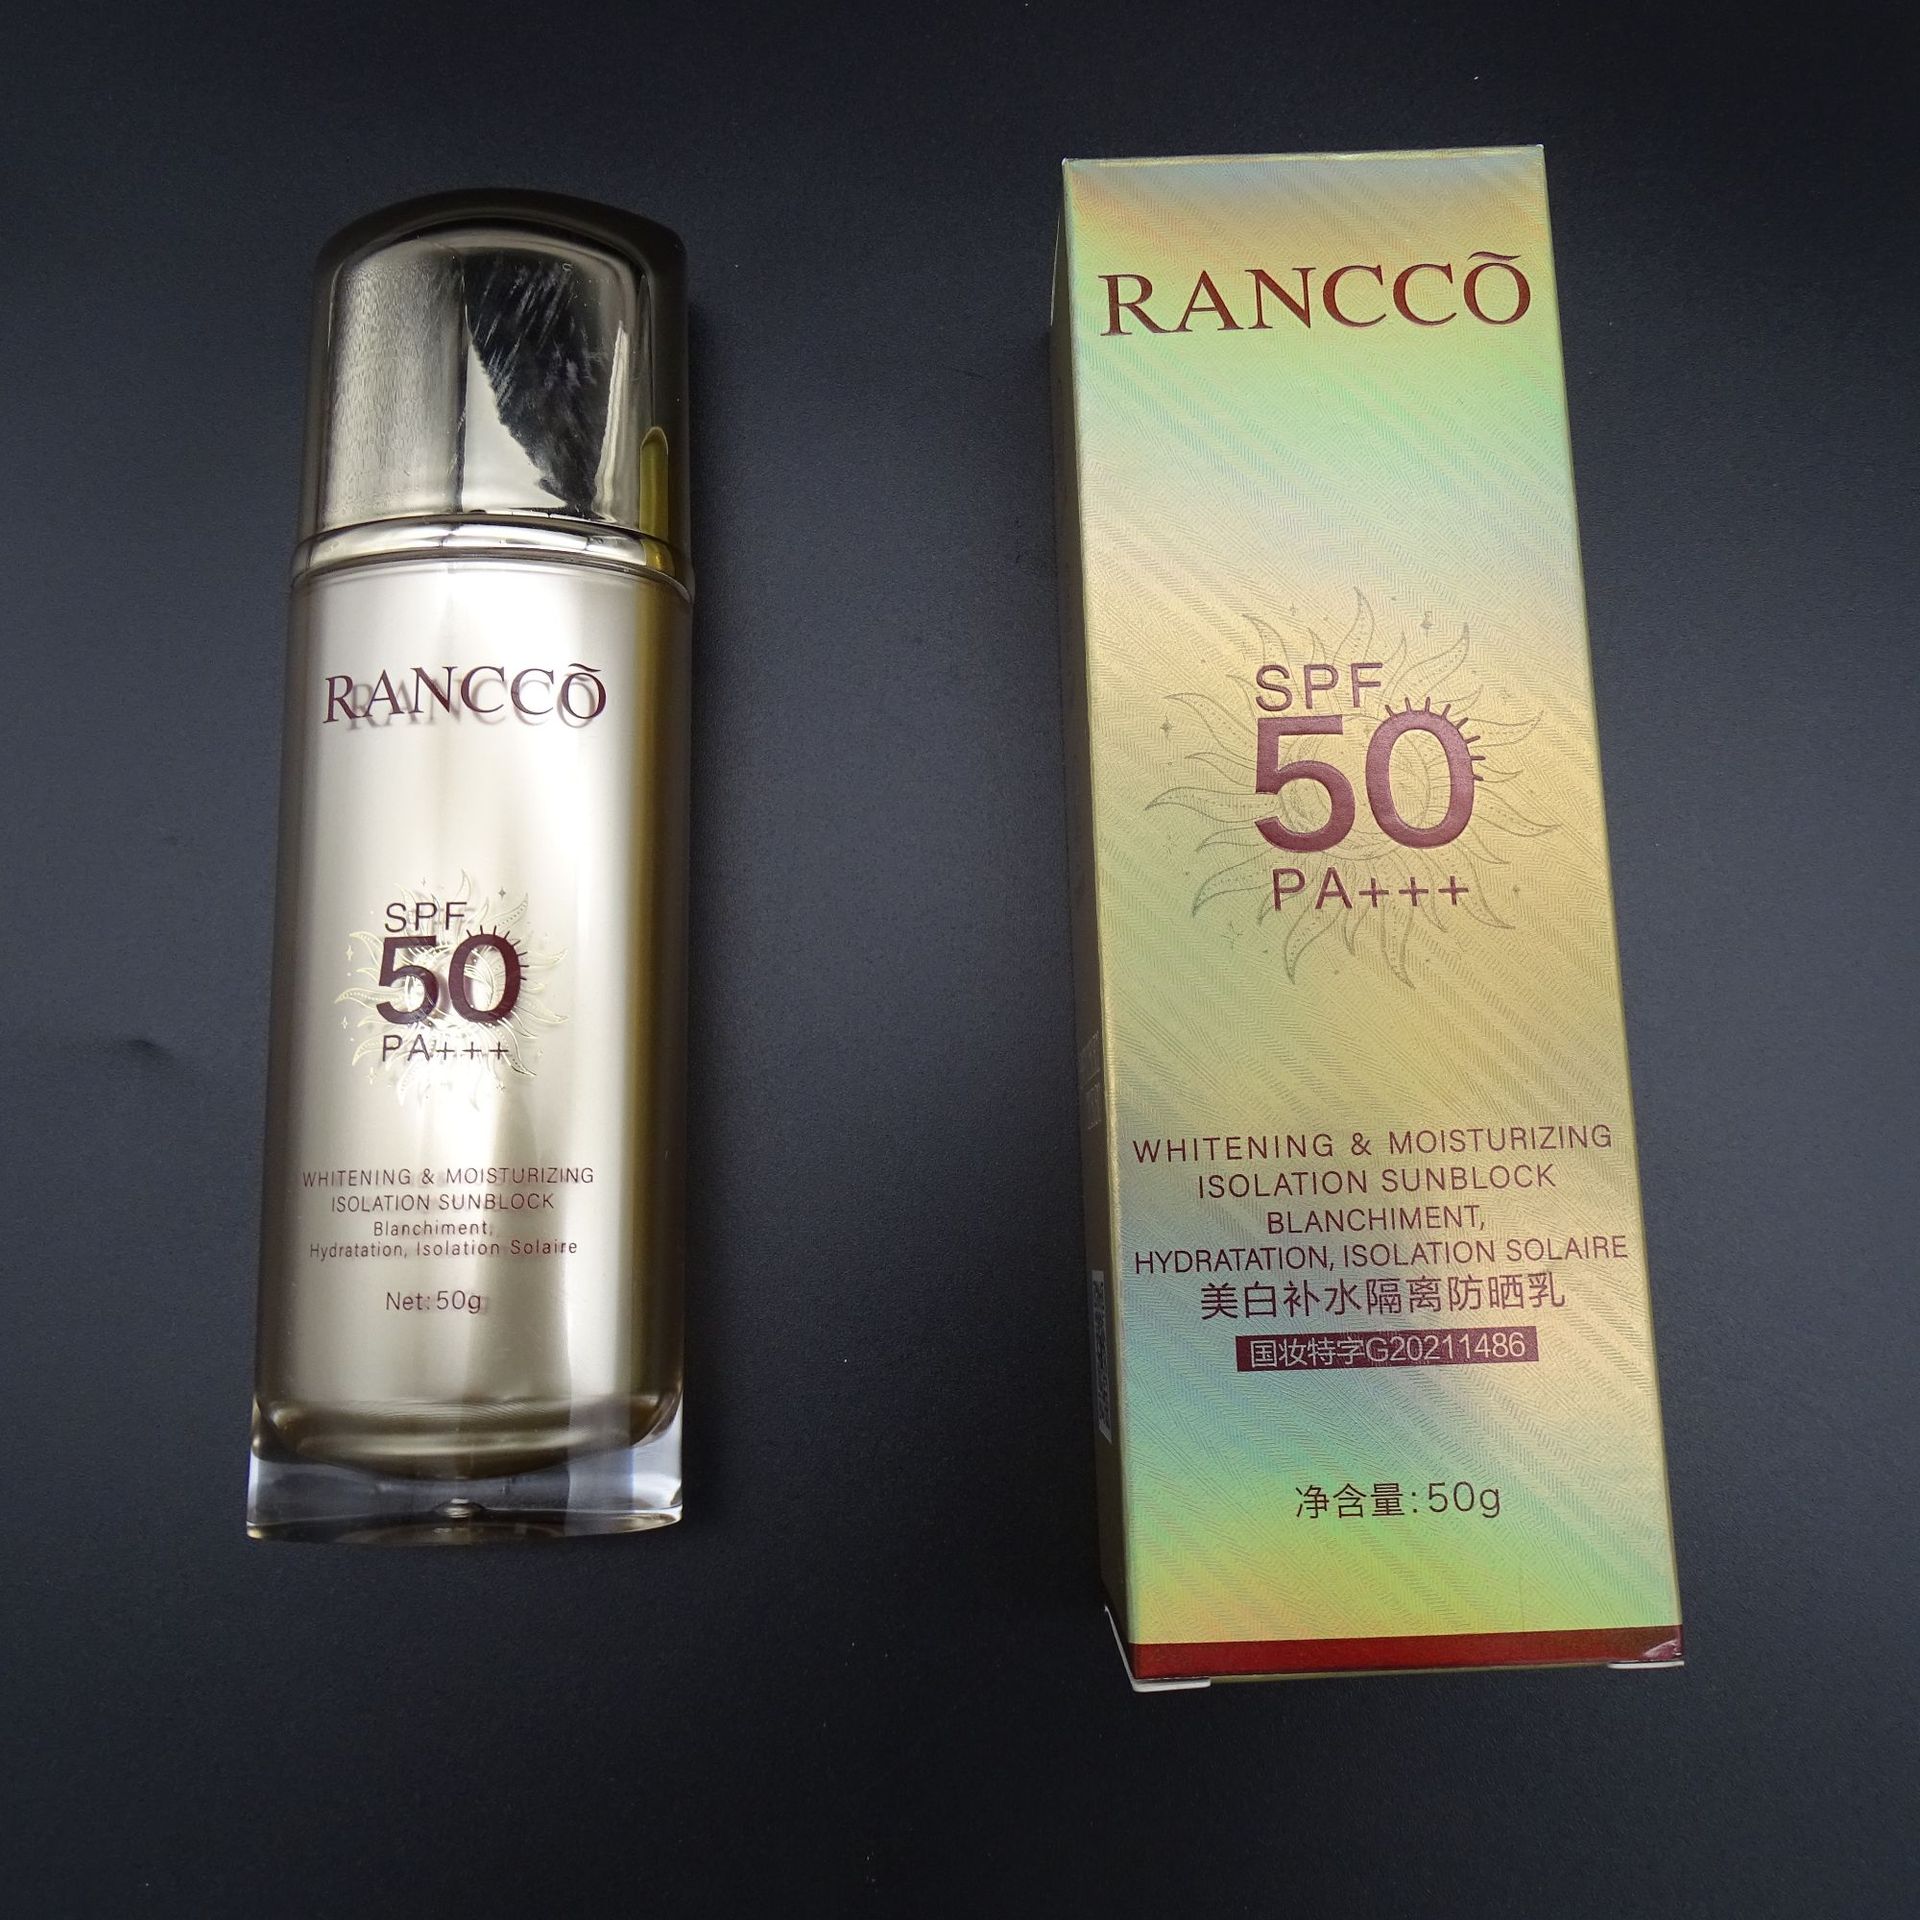 RANCCÕ
SPF
50
PA+++
WHITENING & MOISTURIZING
ISOLATION SUNBLOCK
Blanchiment,
Hydratation, Isolation Solaire
Net: 50g
RANCCÕ
SPF
50
PA+++
WHITENING & MOISTURIZING
ISOLATION SUNBLOCK
BLANCHIMENT,
HYDRATATION, ISOLATION SOLAIRE
美白补水隔离防晒乳
国妆特字G20211486
净含量: 50g